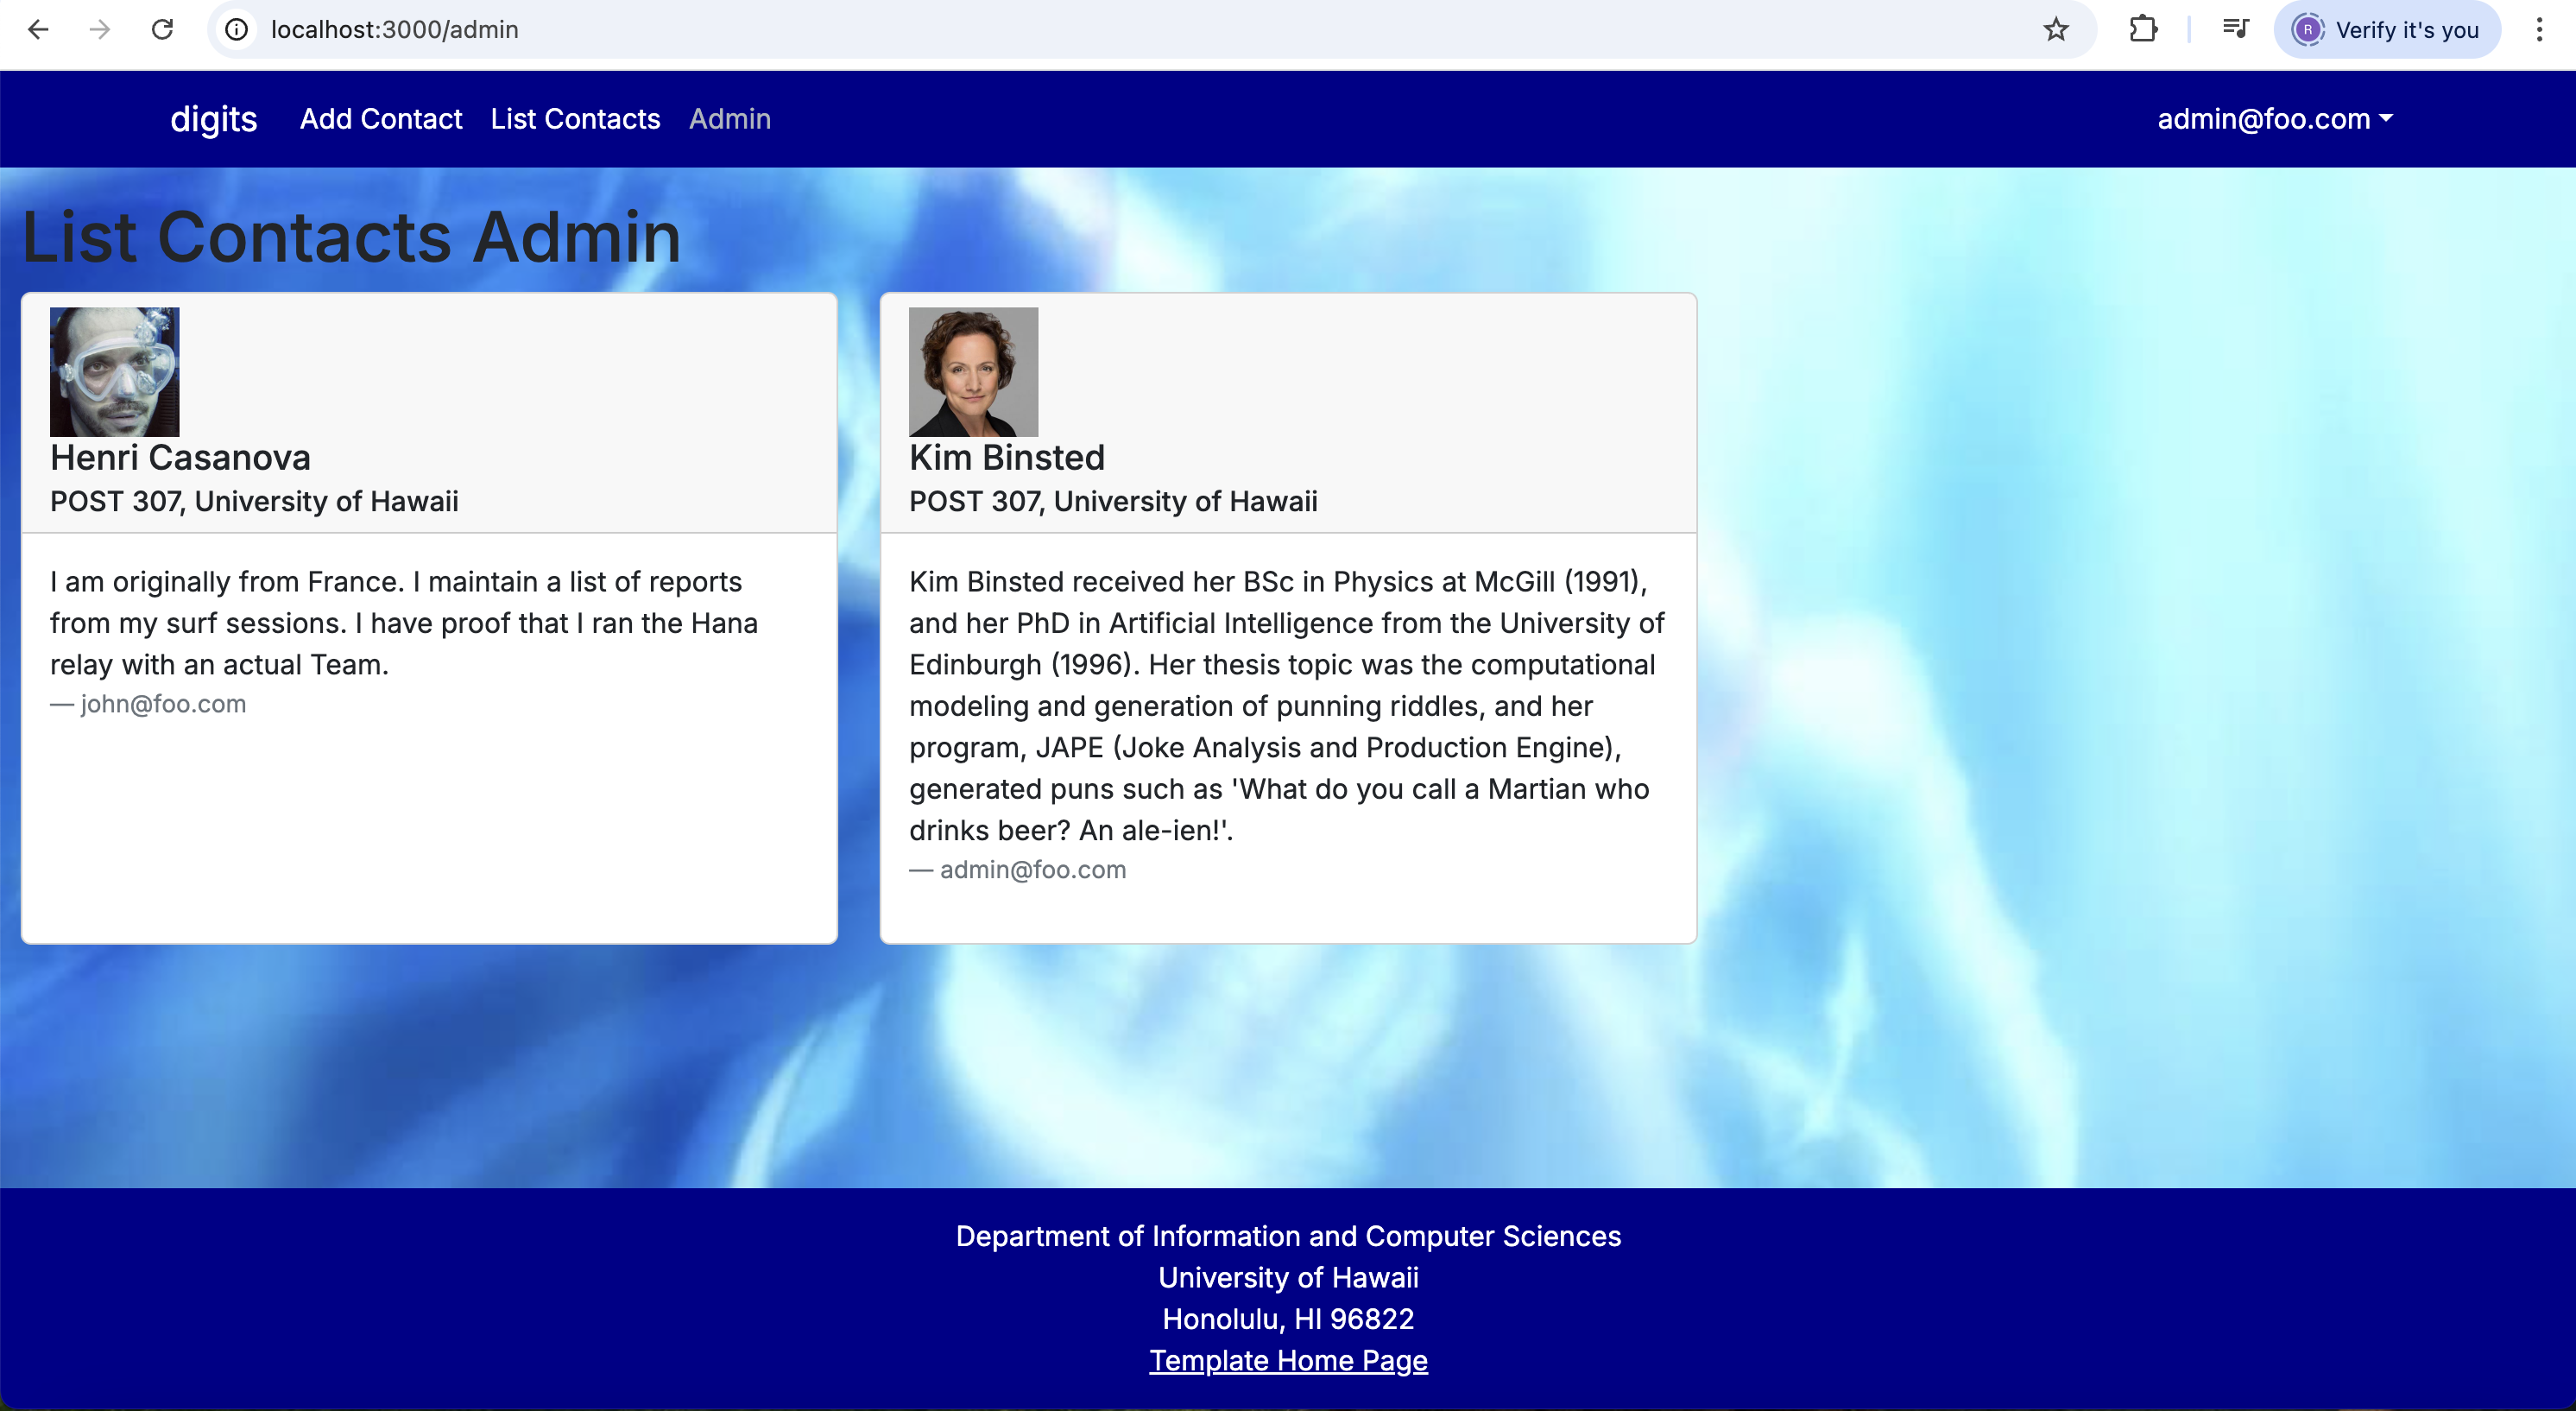 localhost:3000/admin
R Verify it's you
digits Add Contact List Contacts Admin admin@foo.com
List Contacts Admin
Henri Casanova
POST 307, University of Hawaii
I am originally from France. I maintain a list of reports
from my surf sessions. I have proof that I ran the Hana
relay with an actual Team.
— john@foo.com
Kim Binsted
POST 307, University of Hawaii
Kim Binsted received her BSc in Physics at McGill (1991),
and her PhD in Artificial Intelligence from the University of
Edinburgh (1996). Her thesis topic was the computational
modeling and generation of punning riddles, and her
program, JAPE (Joke Analysis and Production Engine),
generated puns such as 'What do you call a Martian who
drinks beer? An ale-ien!'.
— admin@foo.com
Department of Information and Computer Sciences
University of Hawaii
Honolulu, HI 96822
Template Home Page